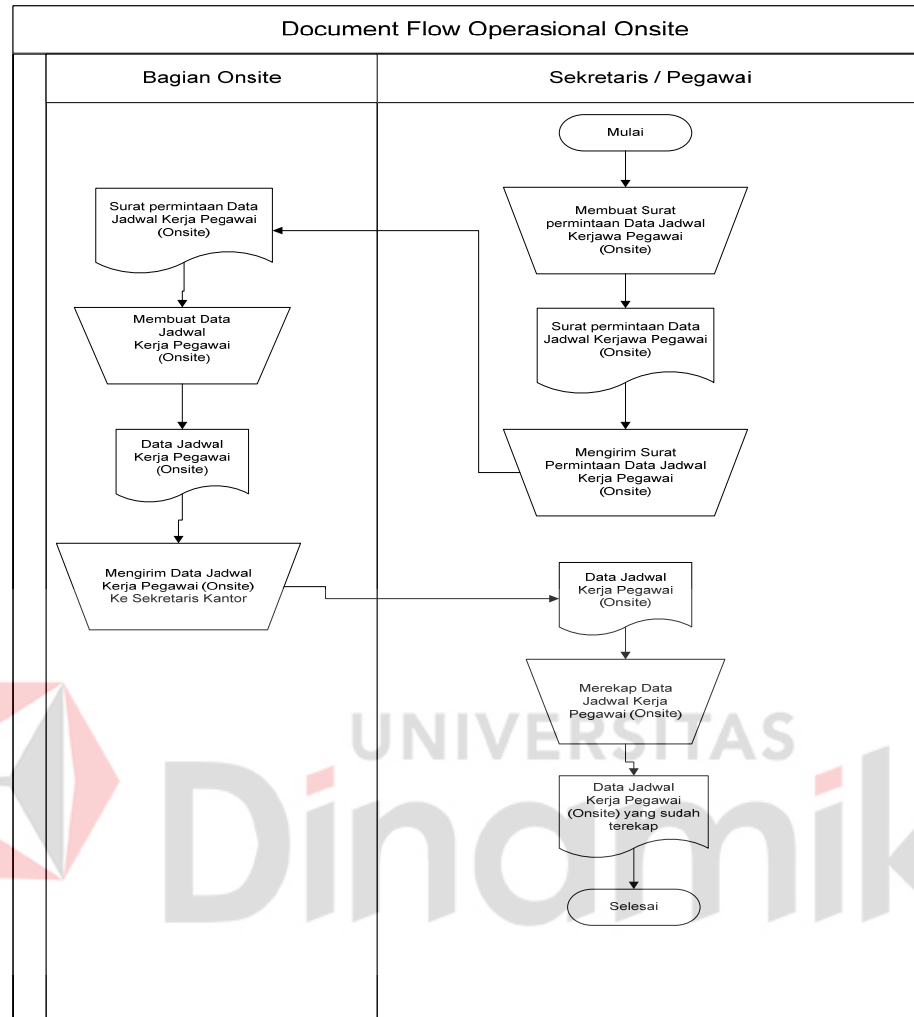 Document Flow Operasional Onsite
Bagian Onsite
Sekretaris / Pegawai
Mulai
Membuat Surat
permintaan Data Jadwal
Kerjawa Pegawai
(Onsite)
Surat permintaan Data
Jadwal Kerjawa Pegawai
(Onsite)
Mengirim Surat
Permintaan Data Jadwal
Kerja Pegawai
(Onsite)
Surat permintaan Data
Jadwal Kerja Pegawai
(Onsite)
Membuat Data
Jadwal
Kerja Pegawai
(Onsite)
Data Jadwal
Kerja Pegawai
(Onsite)
Mengirim Data Jadwal
Kerja Pegawai (Onsite)
Ke Sekretaris Kantor
Data Jadwal
Kerja Pegawai
(Onsite)
Merekap Data
Jadwal Kerja
Pegawai (Onsite)
Data Jadwal
Kerja Pegawai
(Onsite) yang sudah
terekap
Selesai
UNIVERSITAS
Dinamik